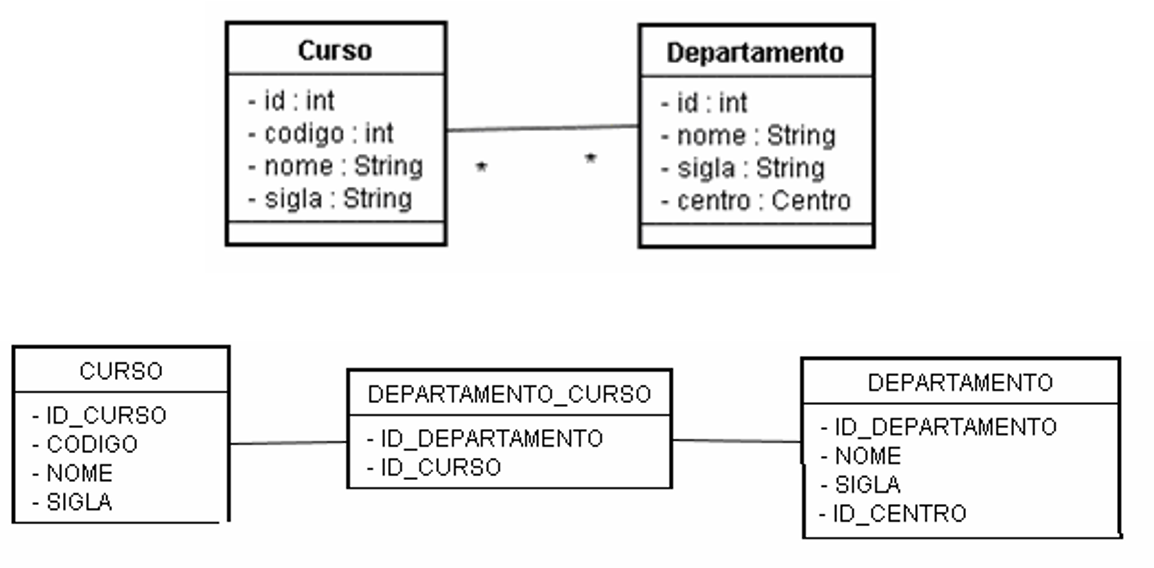 Curso
- id : int
- codigo : int
- nome : String
- sigla : String
Departamento
- id : int
- nome : String
- sigla : String
- centro : Centro
*
*
CURSO
- ID_CURSO
- CODIGO
- NOME
- SIGLA
DEPARTAMENTO_CURSO
- ID_DEPARTAMENTO
- ID_CURSO
DEPARTAMENTO
- ID_DEPARTAMENTO
- NOME
- SIGLA
- ID_CENTRO